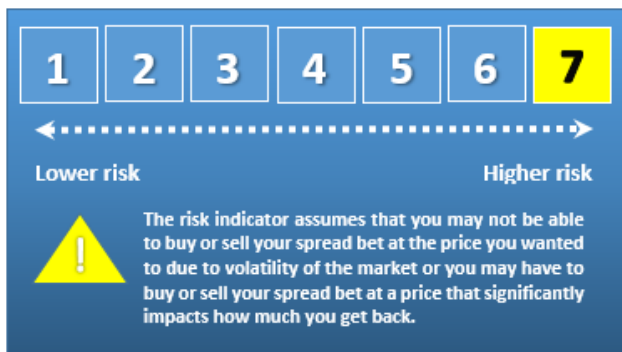 1 2 3 4 5 6 7
Lower risk Higher risk
!
The risk indicator assumes that you may not be able
to buy or sell your spread bet at the price you wanted
to due to volatility of the market or you may have to
buy or sell your spread bet at a price that significantly
impacts how much you get back.